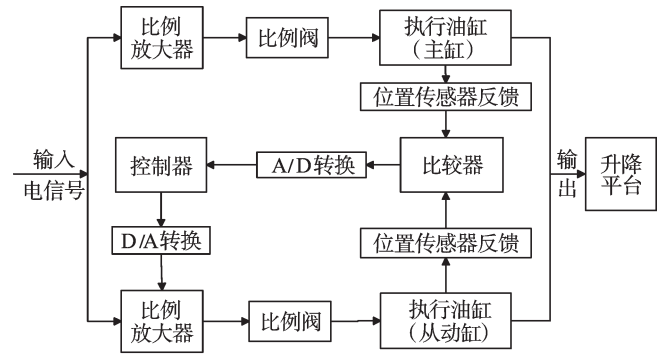 比例
放大器
比例阀
执行油缸
(主缸)
位置传感器反馈
输入
电信号
控制器
A/D转换
比较器
输
出
升降
平台
D/A转换
位置传感器反馈
比例
放大器
比例阀
执行油缸
(从动缸)